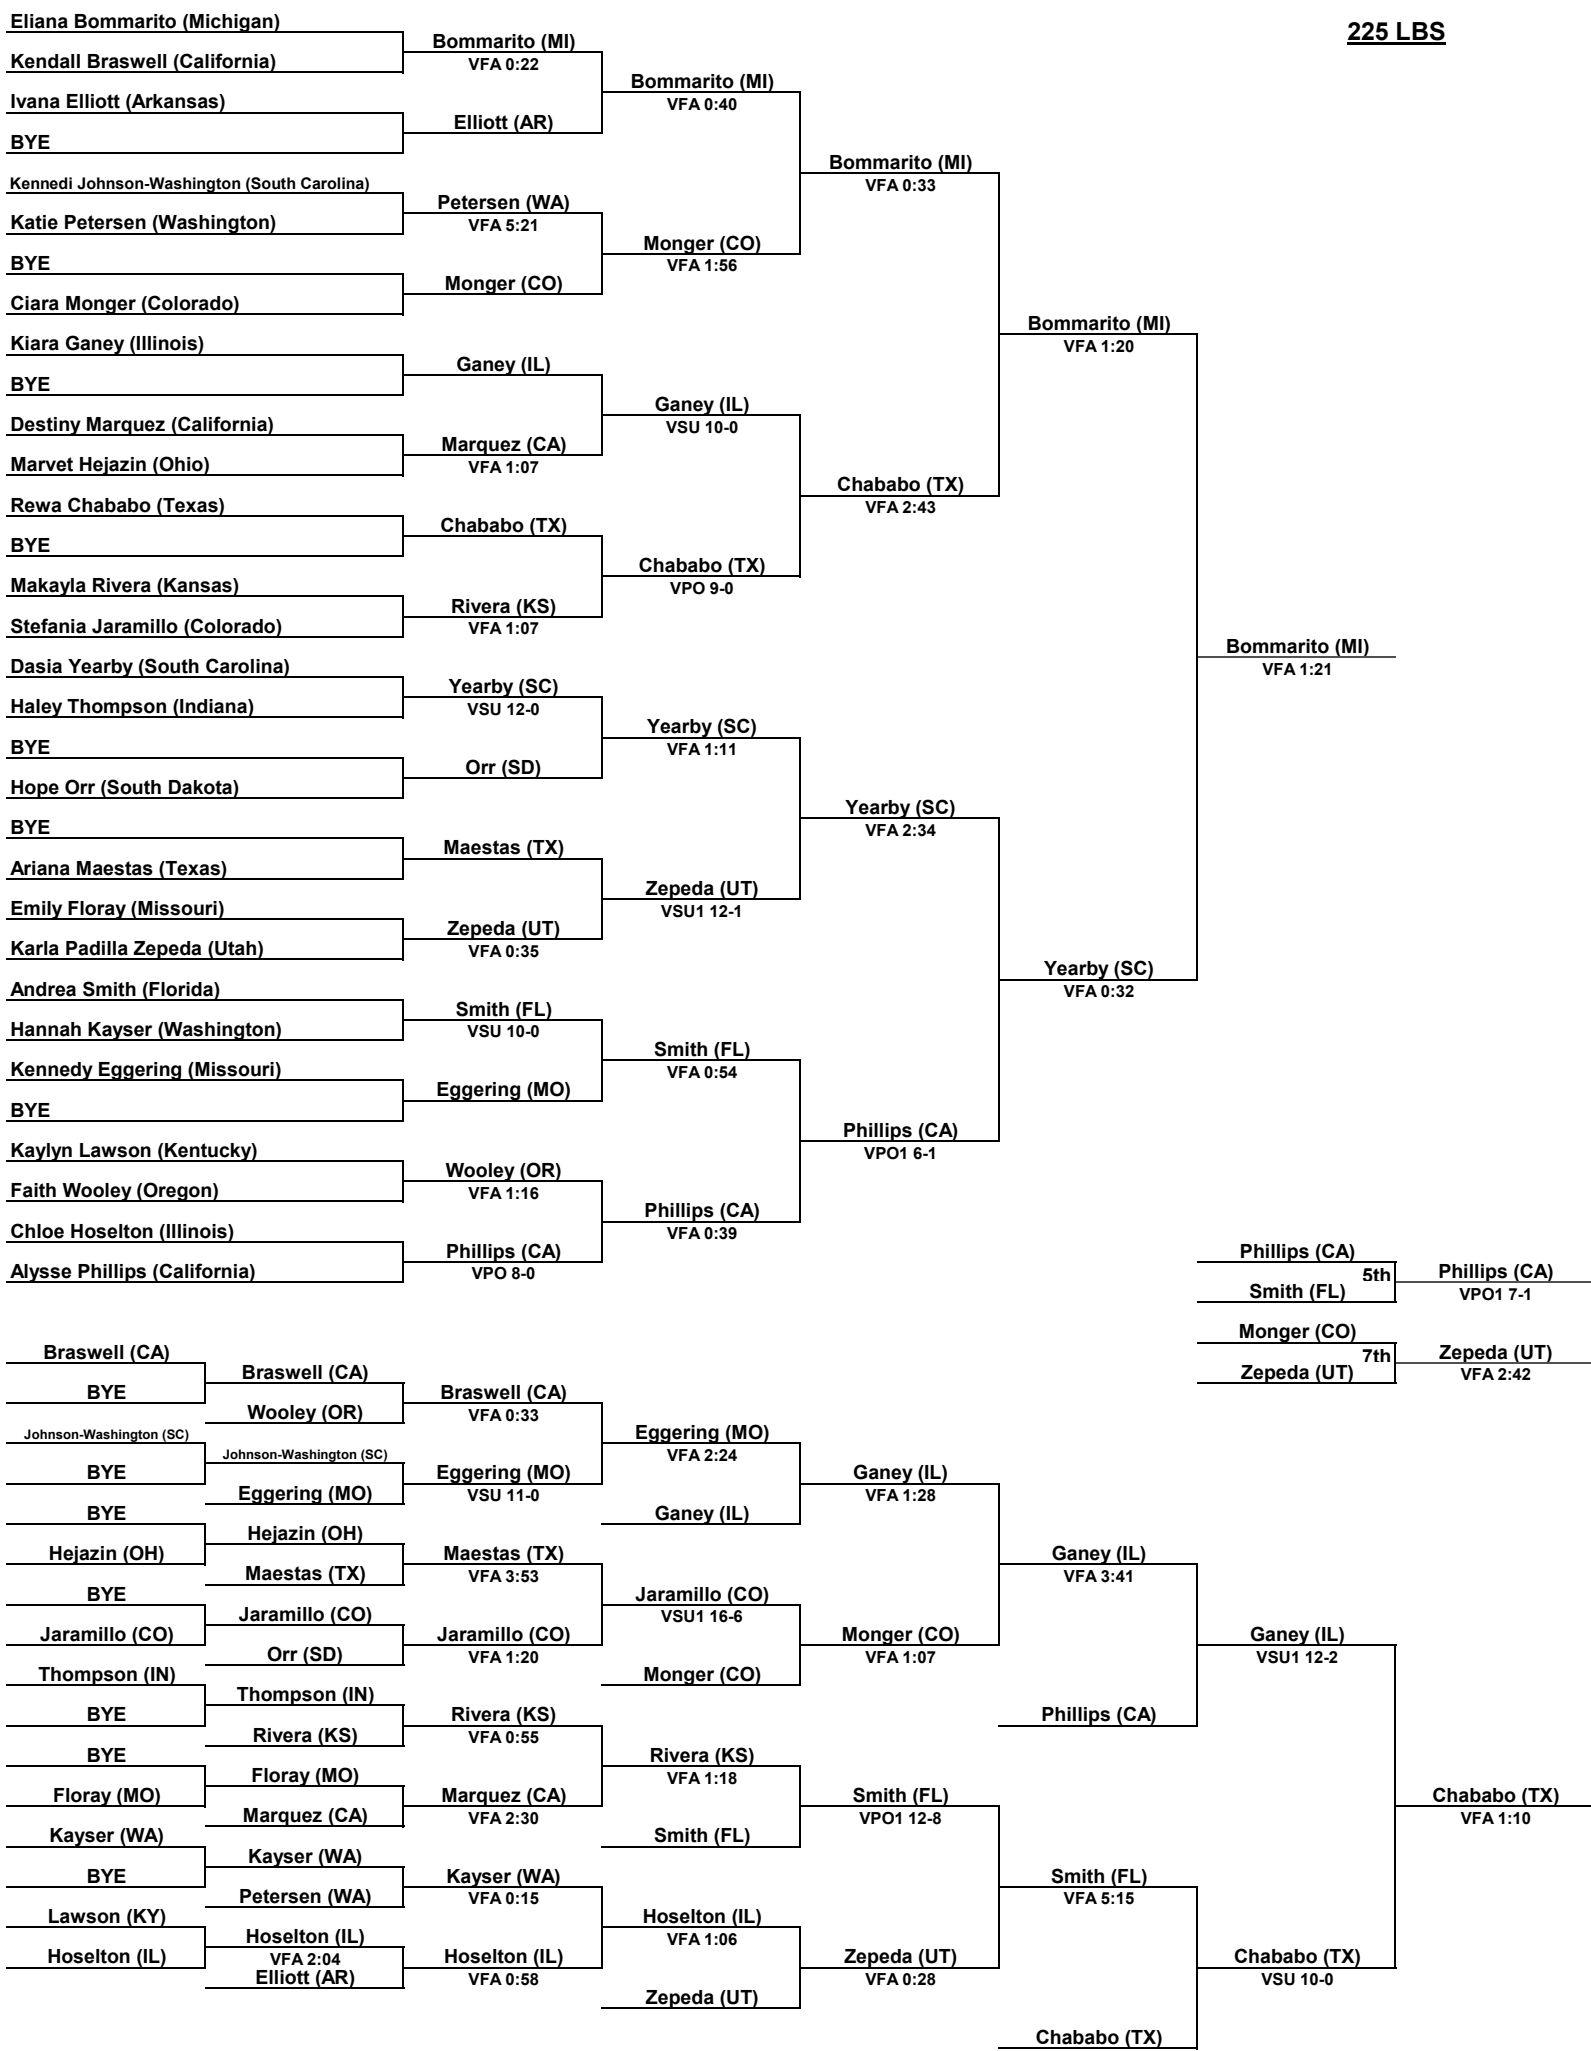 225 LBS
Eliana Bommarito (Michigan)
Kendall Braswell (California)
Ivana Elliott (Arkansas)
BYE
Kennedi Johnson-Washington (South Carolina)
Katie Petersen (Washington)
BYE
Ciara Monger (Colorado)
Kiara Ganey (Illinois)
BYE
Destiny Marquez (California)
Marvet Hejazin (Ohio)
Rewa Chababo (Texas)
BYE
Makayla Rivera (Kansas)
Stefania Jaramillo (Colorado)
Dasia Yearby (South Carolina)
Haley Thompson (Indiana)
BYE
Hope Orr (South Dakota)
BYE
Ariana Maestas (Texas)
Emily Floray (Missouri)
Karla Padilla Zepeda (Utah)
Andrea Smith (Florida)
Hannah Kayser (Washington)
Kennedy Eggering (Missouri)
BYE
Kaylyn Lawson (Kentucky)
Faith Wooley (Oregon)
Chloe Hoselton (Illinois)
Alysse Phillips (California)
Bommarito (MI)
VFA 0:22
Elliott (AR)
Petersen (WA)
VFA 5:21
Monger (CO)
Ganey (IL)
Marquez (CA)
VFA 1:07
Chababo (TX)
Rivera (KS)
VFA 1:07
Yearby (SC)
VSU 12-0
Orr (SD)
Maestas (TX)
Zepeda (UT)
VFA 0:35
Smith (FL)
VSU 10-0
Eggering (MO)
Wooley (OR)
VFA 1:16
Phillips (CA)
VPO 8-0
Bommarito (MI)
VFA 0:40
Monger (CO)
VFA 1:56
Ganey (IL)
VSU 10-0
Chababo (TX)
VPO 9-0
Yearby (SC)
VFA 1:11
Zepeda (UT)
VSU1 12-1
Smith (FL)
VFA 0:54
Phillips (CA)
VFA 0:39
Bommarito (MI)
VFA 0:33
Chababo (TX)
VFA 2:43
Yearby (SC)
VFA 2:34
Phillips (CA)
VPO1 6-1
Bommarito (MI)
VFA 1:20
Yearby (SC)
VFA 0:32
Bommarito (MI)
VFA 1:21
Phillips (CA)
5th
Smith (FL)
Phillips (CA)
VPO1 7-1
Monger (CO)
7th
Zepeda (UT)
Zepeda (UT)
VFA 2:42
Braswell (CA)
BYE
Johnson-Washington (SC)
BYE
BYE
Hejazin (OH)
BYE
Jaramillo (CO)
Thompson (IN)
BYE
BYE
Floray (MO)
Kayser (WA)
BYE
Lawson (KY)
Hoselton (IL)
Braswell (CA)
Wooley (OR)
Johnson-Washington (SC)
Eggering (MO)
Hejazin (OH)
Maestas (TX)
Jaramillo (CO)
Orr (SD)
Thompson (IN)
Rivera (KS)
Floray (MO)
Marquez (CA)
Kayser (WA)
Petersen (WA)
Hoselton (IL)
VFA 2:04
Elliott (AR)
Braswell (CA)
VFA 0:33
Eggering (MO)
VSU 11-0
Maestas (TX)
VFA 3:53
Jaramillo (CO)
VFA 1:20
Rivera (KS)
VFA 0:55
Marquez (CA)
VFA 2:30
Kayser (WA)
VFA 0:15
Hoselton (IL)
VFA 0:58
Eggering (MO)
VFA 2:24
Ganey (IL)
Jaramillo (CO)
VSU1 16-6
Monger (CO)
Rivera (KS)
VFA 1:18
Smith (FL)
Hoselton (IL)
VFA 1:06
Zepeda (UT)
Ganey (IL)
VFA 1:28
Monger (CO)
VFA 1:07
Smith (FL)
VPO1 12-8
Zepeda (UT)
VFA 0:28
Ganey (IL)
VFA 3:41
Phillips (CA)
Smith (FL)
VFA 5:15
Chababo (TX)
Ganey (IL)
VSU1 12-2
Chababo (TX)
VSU 10-0
Chababo (TX)
VFA 1:10